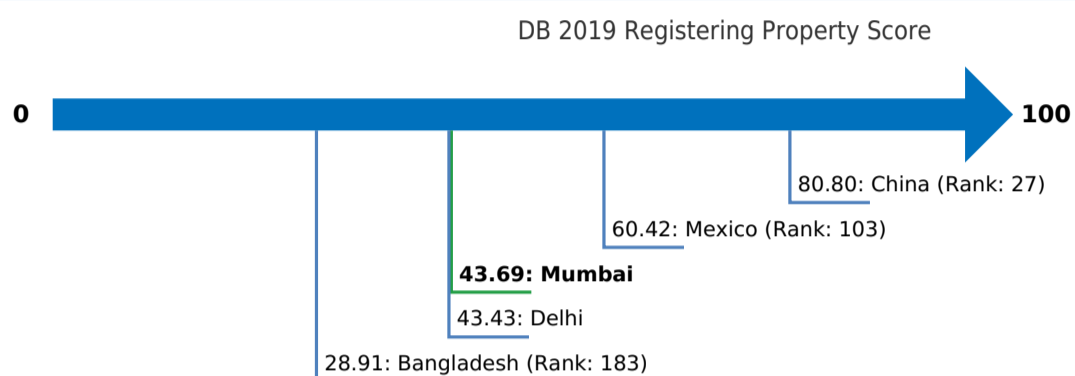 DB 2019 Registering Property Score
0
100
80.80: China (Rank: 27)
60.42: Mexico (Rank: 103)
43.69: Mumbai
43.43: Delhi
28.91: Bangladesh (Rank: 183)